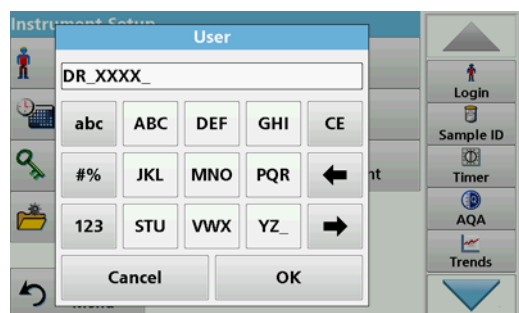 Instrument Setup
User
DR_XXXX_
abc ABC DEF GHI CE
#% JKL MNO PQR
123 STU VWX YZ_
Cancel OK
Login
Sample ID
Timer
AQA
Trends